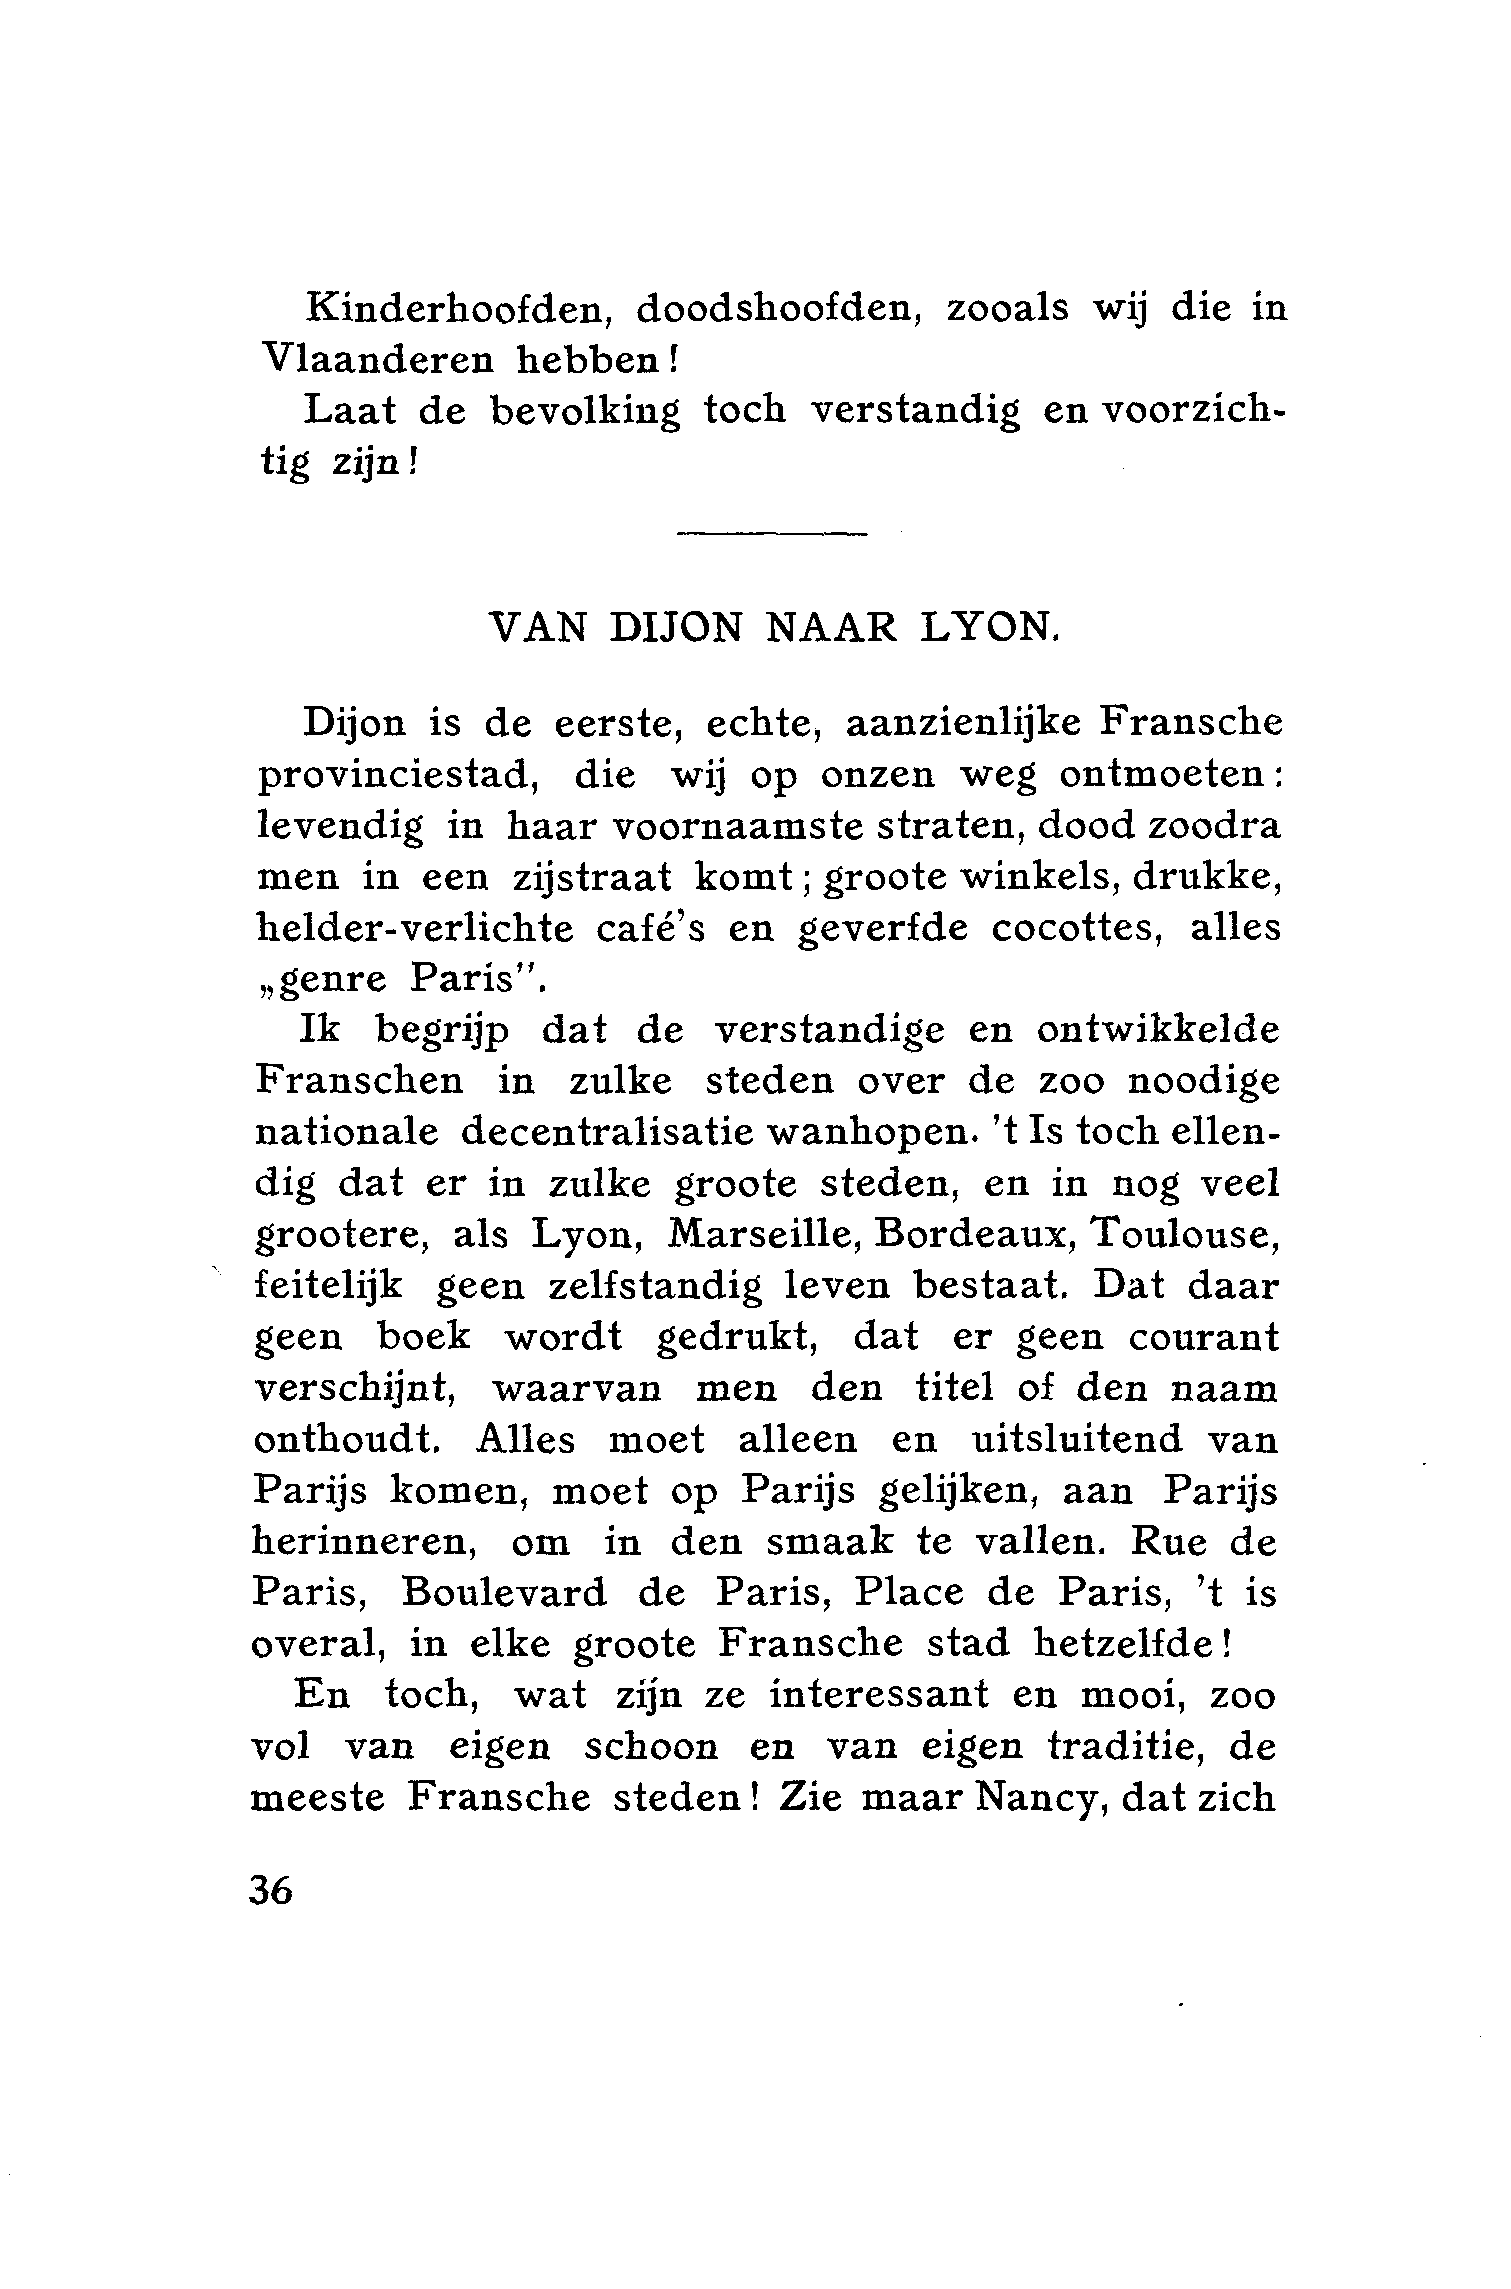 Kinderhoofden, doodshoofden, zooals wij die in
Vlaanderen hebben!
Laat de bevolking toch verstandig en voorzich-
tig zijn!
VAN DIJON NAAR LYON.
Dijon is de eerste, echte, aanzienlijke Fransche
provinciestad, die wij op onzen weg ontmoeten:
levendig in haar voornaamste straten, dood zoodra
men in een zijstraat komt; groote winkels, drukke,
helder-verlichte café's en geverfde cocottes, alles
„genre Paris".
Ik begrijp dat de verstandige en ontwikkelde
Franschen in zulke steden over de zoo noodige
nationale decentralisatie wanhopen. 't Is toch ellen-
dig dat er in zulke groote steden, en in nog veel
grootere, als Lyon, Marseille, Bordeaux, Toulouse,
feitelijk geen zelfstandig leven bestaat. Dat daar
geen boek wordt gedrukt, dat er geen courant
verschijnt, waarvan men den titel of den naam
onthoudt. Alles moet alleen en uitsluitend van
Parijs komen, moet op Parijs gelijken, aan Parijs
herinneren, om in den smaak te vallen. Rue de
Paris, Boulevard de Paris, Place de Paris, 't is
overal, in elke groote Fransche stad hetzelfde!
En toch, wat zijn ze interessant en mooi, zoo
vol van eigen schoon en van eigen traditie, de
meeste Fransche steden! Zie maar Nancy, dat zich
36